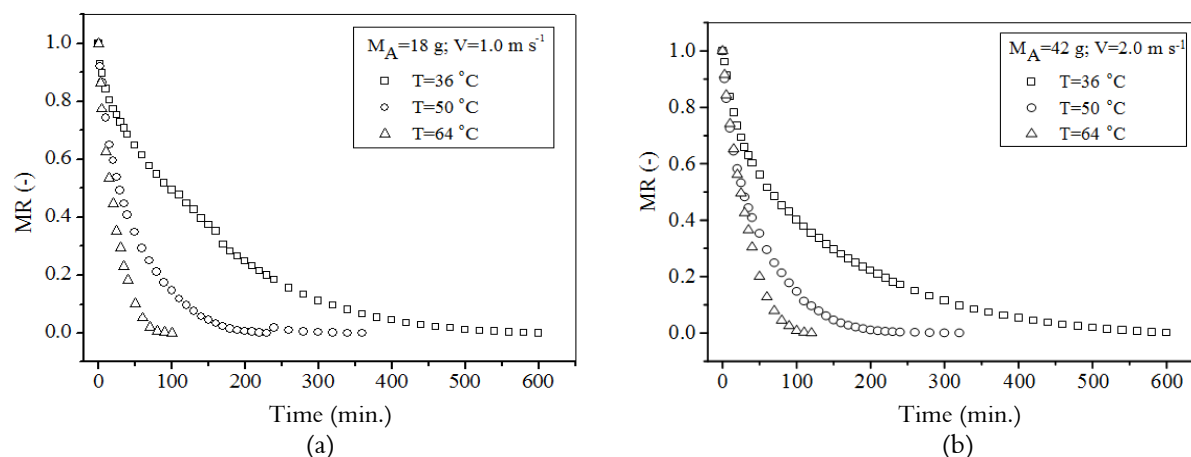 M_A=18 g; V=1.0 m s⁻¹
□ T=36 °C
○ T=50 °C
△ T=64 °C
1.0
0.8
0.6
0.4
0.2
0.0
MR (-)
0 100 200 300 400 500 600
Time (min.)
(a)
M_A=42 g; V=2.0 m s⁻¹
□ T=36 °C
○ T=50 °C
△ T=64 °C
1.0
0.8
0.6
0.4
0.2
0.0
MR (-)
0 100 200 300 400 500 600
Time (min.)
(b)